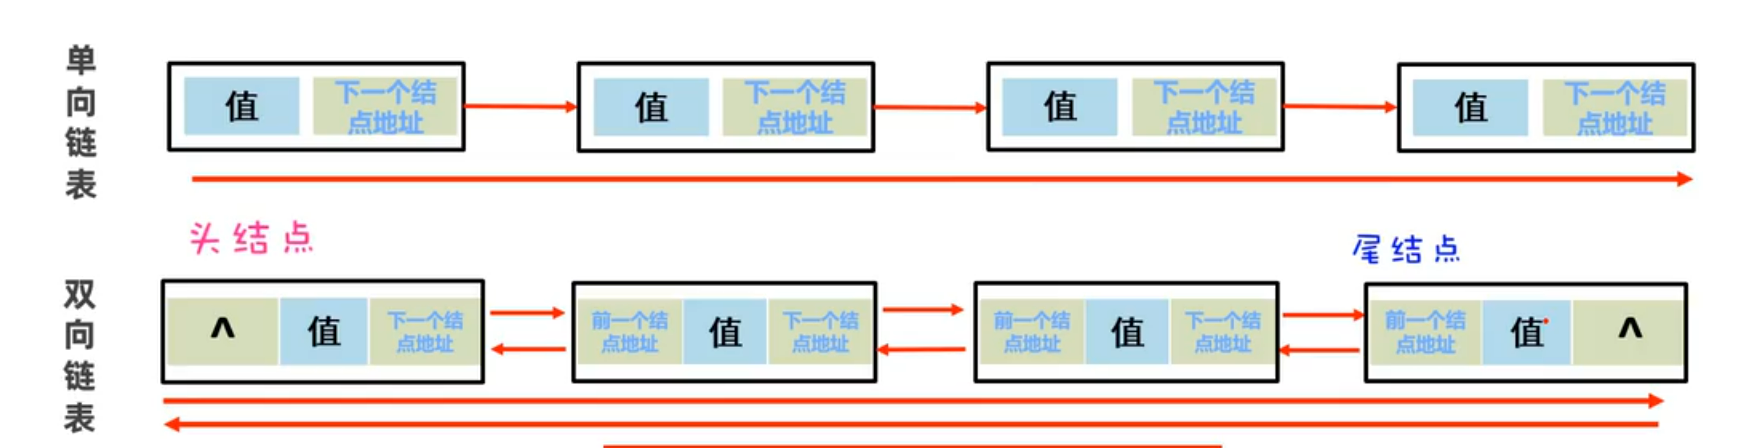 单向链表
值 下一个结
点地址
值 下一个结
点地址
值 下一个结
点地址
值 下一个结
点地址
头结点
尾结点
双向链表
^ 值 下一个结
点地址
前一个结
点地址 值 下一个结
点地址
前一个结
点地址 值 下一个结
点地址
前一个结
点地址 值 ^